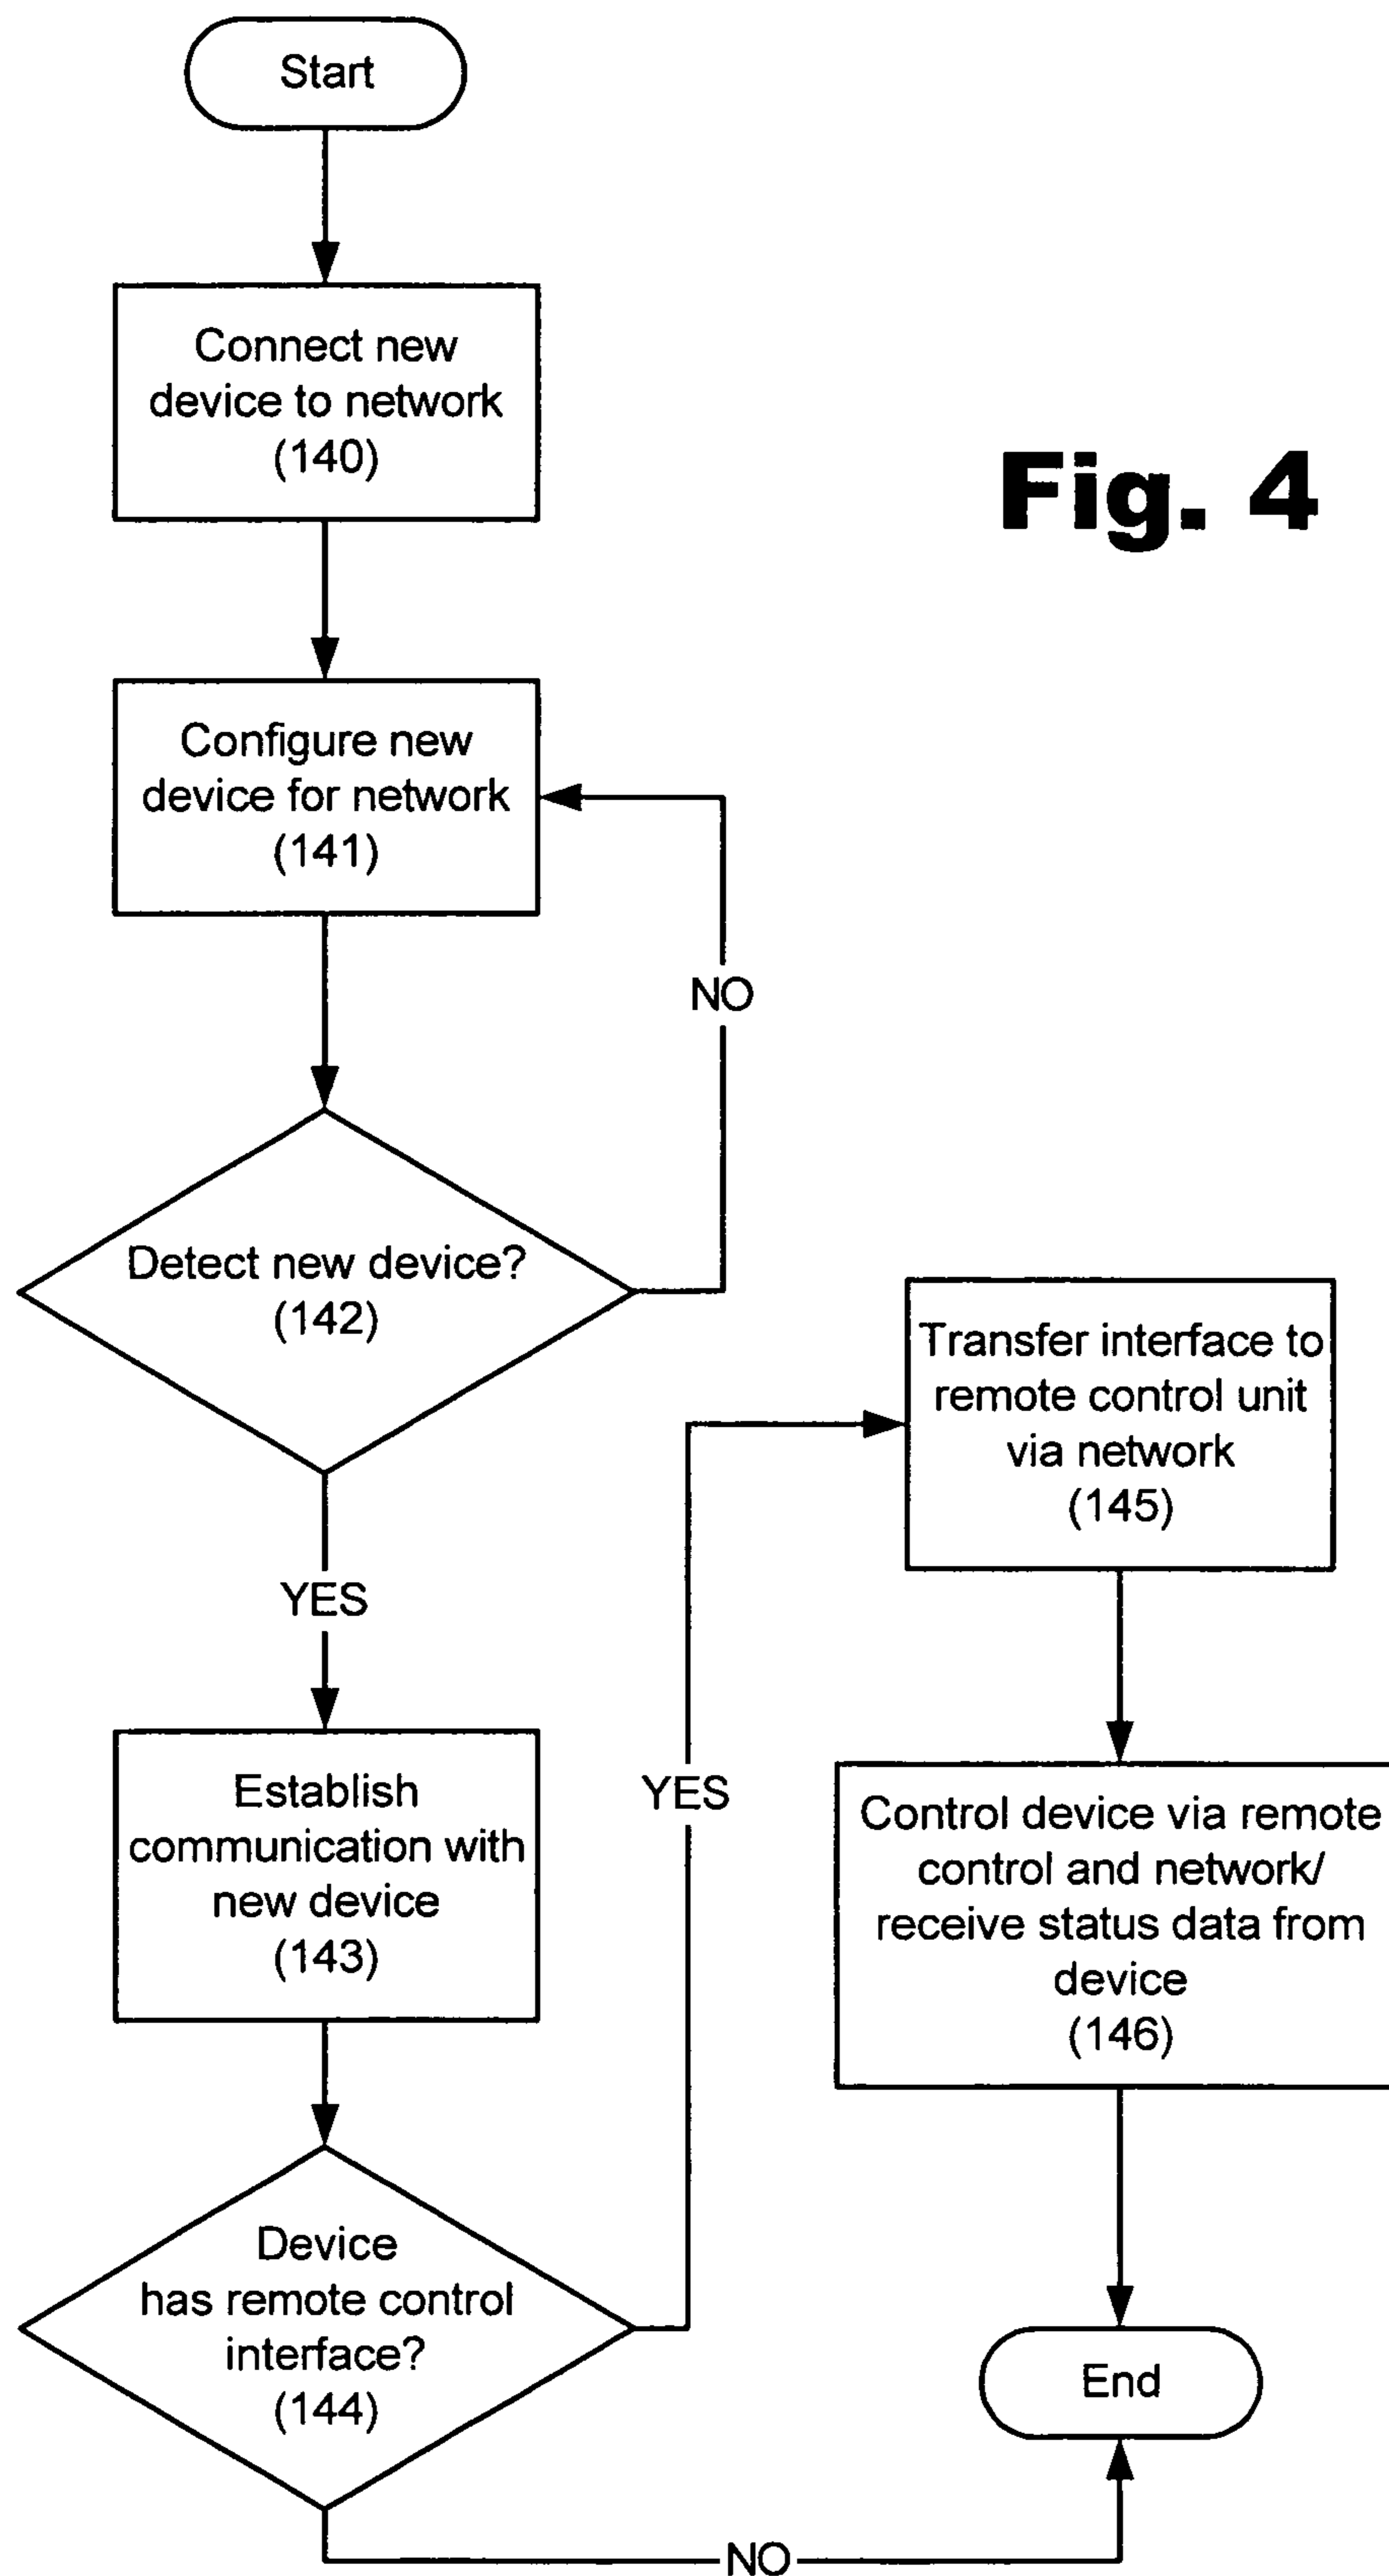 Start
Connect new
device to network
(140)
Fig. 4
Configure new
device for network
(141)
NO
Detect new device?
(142)
YES
Establish
communication with
new device
(143)
Device
has remote control
interface?
(144)
YES
Transfer interface to
remote control unit
via network
(145)
Control device via remote
control and network/
receive status data from
device
(146)
End
NO